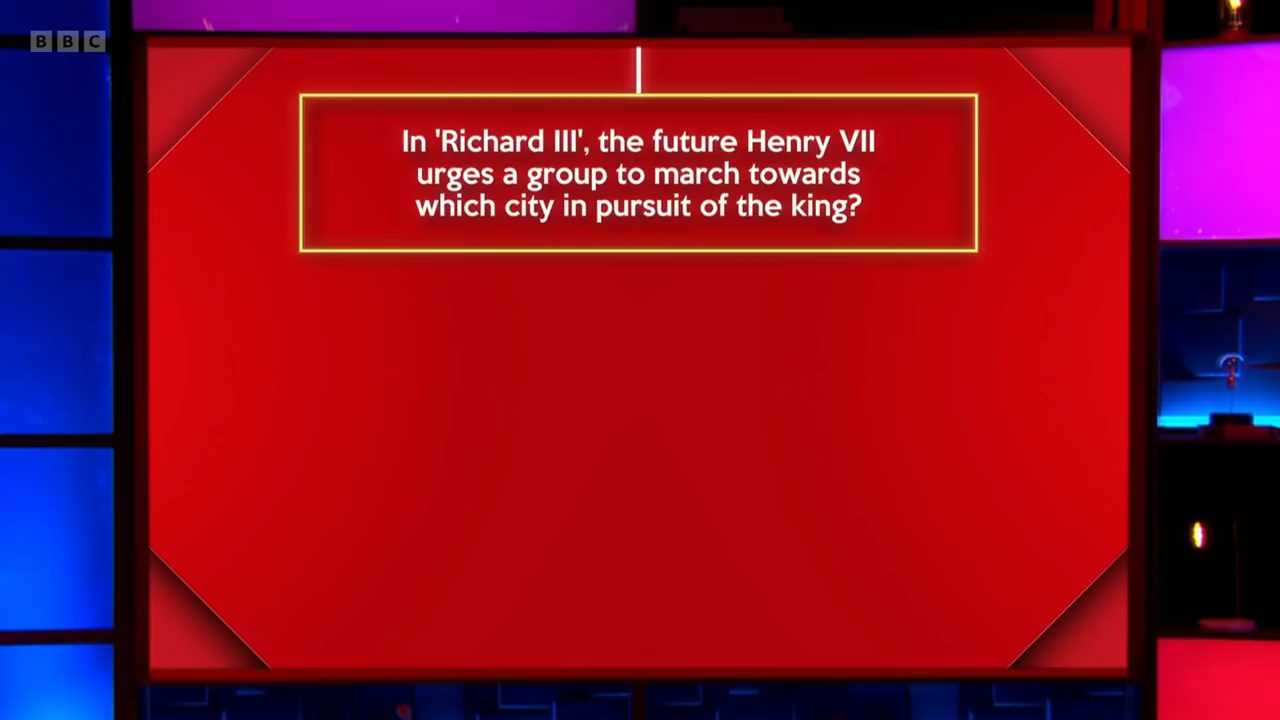 BBC
In 'Richard III', the future Henry VII
urges a group to march towards
which city in pursuit of the king?